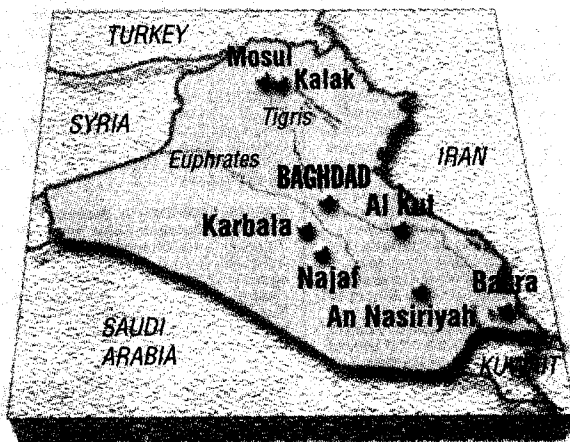 TURKEY
Mosul
Kalak
Tigris
SYRIA
Euphrates
IRAN
BAGHDAD
Al Kut
Karbala
Najaf
Basra
An Nasiriyah
SAUDI
ARABIA
KUWAIT